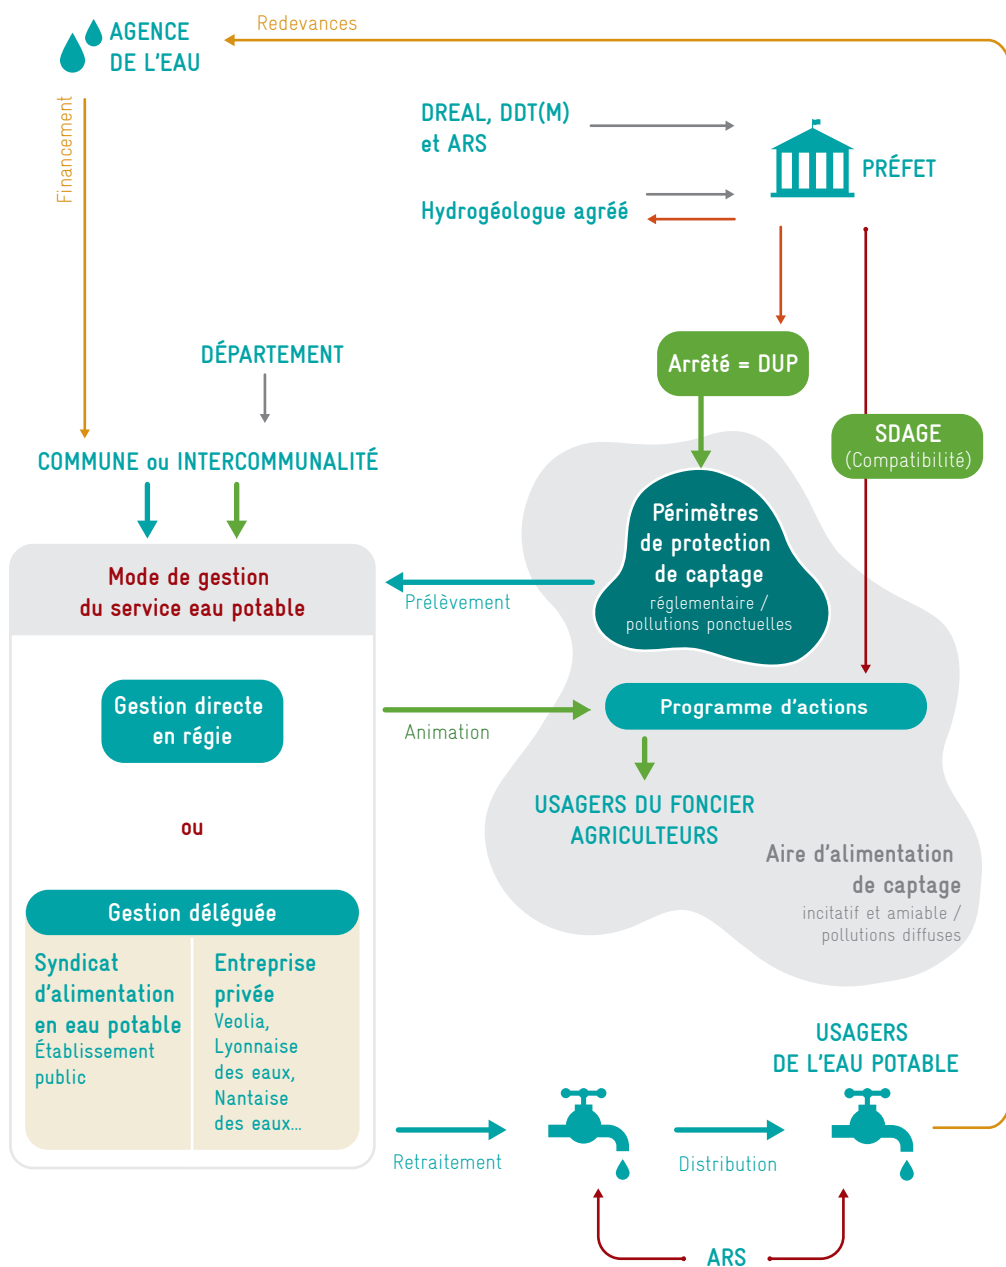 Redevances
AGENCE
DE L'EAU
Financement
DREAL, DDT(M)
et ARS
PRÉFET
Hydrogéologue agréé
DÉPARTEMENT
Arrêté = DUP
SDAGE
(Compatibilité)
COMMUNE ou INTERCOMMUNALITÉ
Périmètres
de protection
de captage
réglementaire /
pollutions ponctuelles
Mode de gestion
du service eau potable
Prélèvement
Gestion directe
en régie
Programme d'actions
Animation
USAGERS DU FONCIER
AGRICULTEURS
ou
Aire d'alimentation
de captage
incitatif et amiable /
pollutions diffuses
Gestion déléguée
Syndicat
d'alimentation
en eau potable
Établissement
public
Entreprise
privée
Veolia,
Lyonnaise
des eaux,
Nantaise
des eaux...
USAGERS
DE L'EAU POTABLE
Retraitement
Distribution
ARS